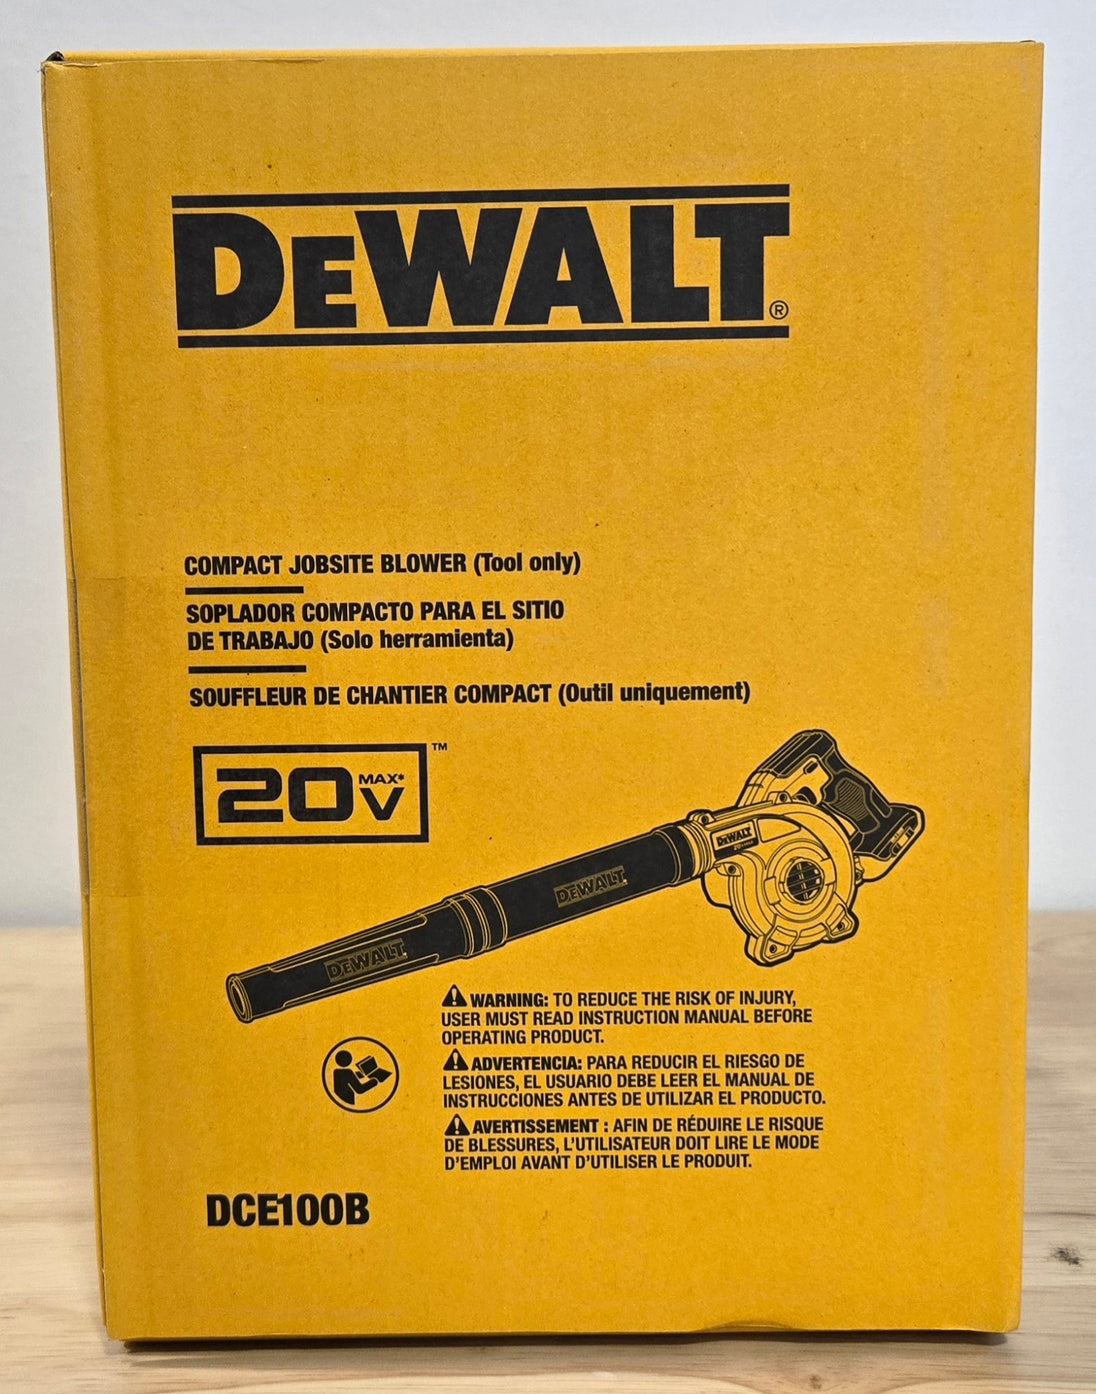 DEWALT®
COMPACT JOBSITE BLOWER (Tool only)
SOPLADOR COMPACTO PARA EL SITIO
DE TRABAJO (Solo herramienta)
SOUFFLEUR DE CHANTIER COMPACT (Outil uniquement)
20V MAX* ™
DEWALT
DEWALT
DEWALT
⚠ WARNING: TO REDUCE THE RISK OF INJURY,
USER MUST READ INSTRUCTION MANUAL BEFORE
OPERATING PRODUCT.
⚠ ADVERTENCIA: PARA REDUCIR EL RIESGO DE
LESIONES, EL USUARIO DEBE LEER EL MANUAL DE
INSTRUCCIONES ANTES DE UTILIZAR EL PRODUCTO.
⚠ AVERTISSEMENT : AFIN DE RÉDUIRE LE RISQUE
DE BLESSURES, L'UTILISATEUR DOIT LIRE LE MODE
D'EMPLOI AVANT D'UTILISER LE PRODUIT.
DCE100B